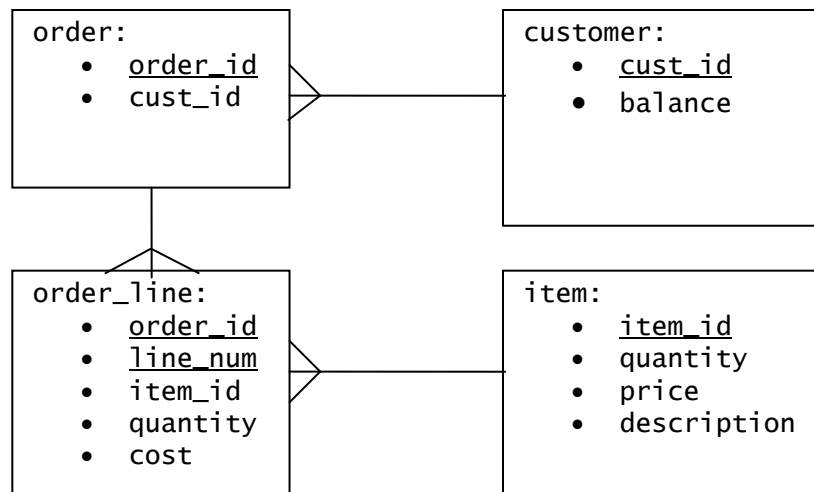 order:
• order_id
• cust_id
customer:
• cust_id
• balance
order_line:
• order_id
• line_num
• item_id
• quantity
• cost
item:
• item_id
• quantity
• price
• description